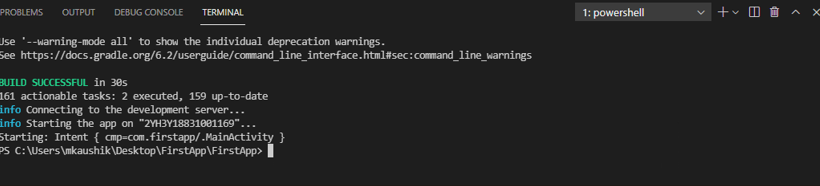 PROBLEMS OUTPUT DEBUG CONSOLE TERMINAL 1: powershell
Use '--warning-mode all' to show the individual deprecation warnings.
See https://docs.gradle.org/6.2/userguide/command_line_interface.html#sec:command_line_warnings
BUILD SUCCESSFUL in 30s
161 actionable tasks: 2 executed, 159 up-to-date
info Connecting to the development server...
info Starting the app on "2YH3Y18831001169"...
Starting: Intent { cmp=com.firstapp/.MainActivity }
PS C:\Users\mkaushik\Desktop\FirstApp\FirstApp>